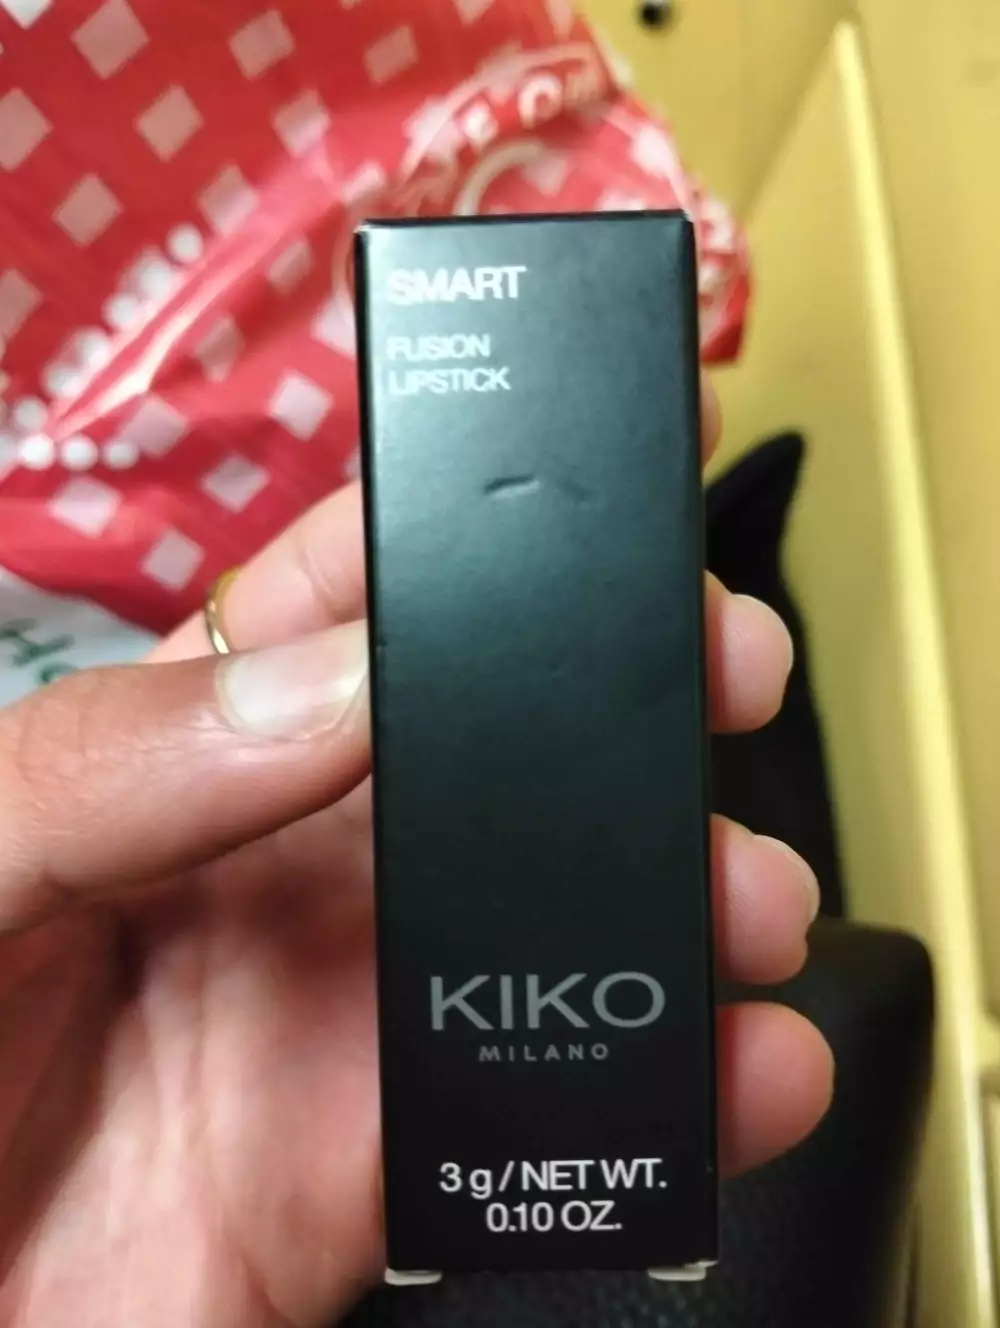 SMART
FUSION
LIPSTICK
KIKO
MILANO
3 g / NET WT.
0.10 OZ.